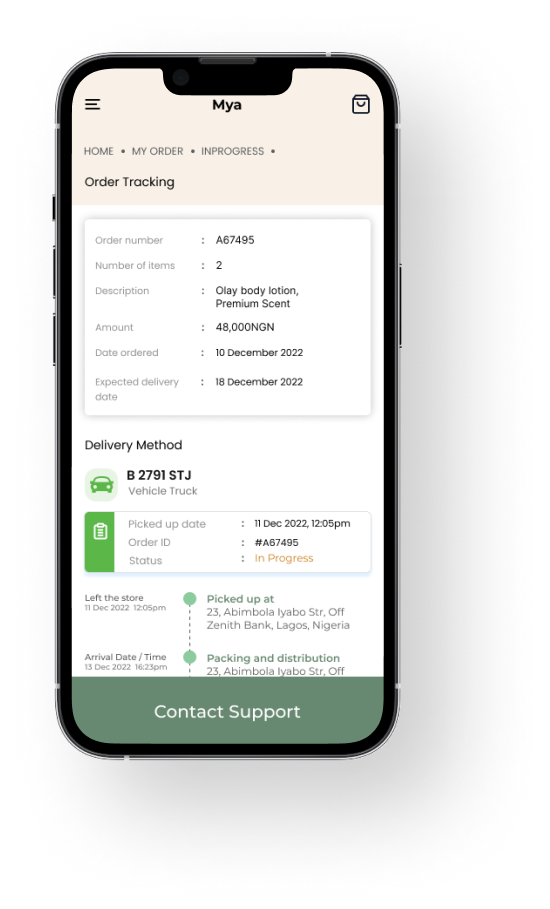 Mya
HOME • MY ORDER • INPROGRESS •
Order Tracking
Order number : A67495
Number of items : 2
Description : Olay body lotion,
Premium Scent
Amount : 48,000NGN
Date ordered : 10 December 2022
Expected delivery : 18 December 2022
date
Delivery Method
B 2791 STJ
Vehicle Truck
Picked up date : 11 Dec 2022, 12:05pm
Order ID : #A67495
Status : In Progress
Left the store
11 Dec 2022 12:05pm
Picked up at
23, Abimbola Iyabo Str, Off
Zenith Bank, Lagos, Nigeria
Arrival Date / Time
13 Dec 2022 16:23pm
Packing and distribution
23, Abimbola Iyabo Str, Off
Contact Support